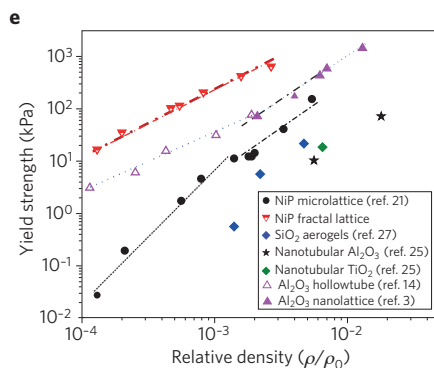 e
Yield strength (kPa)
10³
10²
10¹
10⁰
10⁻¹
10⁻²
NiP microlattice (ref. 21)
NiP fractal lattice
SiO₂ aerogels (ref. 27)
Nanotubular Al₂O₃ (ref. 25)
Nanotubular TiO₂ (ref. 25)
Al₂O₃ hollowtube (ref. 14)
Al₂O₃ nanolattice (ref. 3)
10⁻⁴
10⁻³
10⁻²
Relative density (ρ/ρ₀)